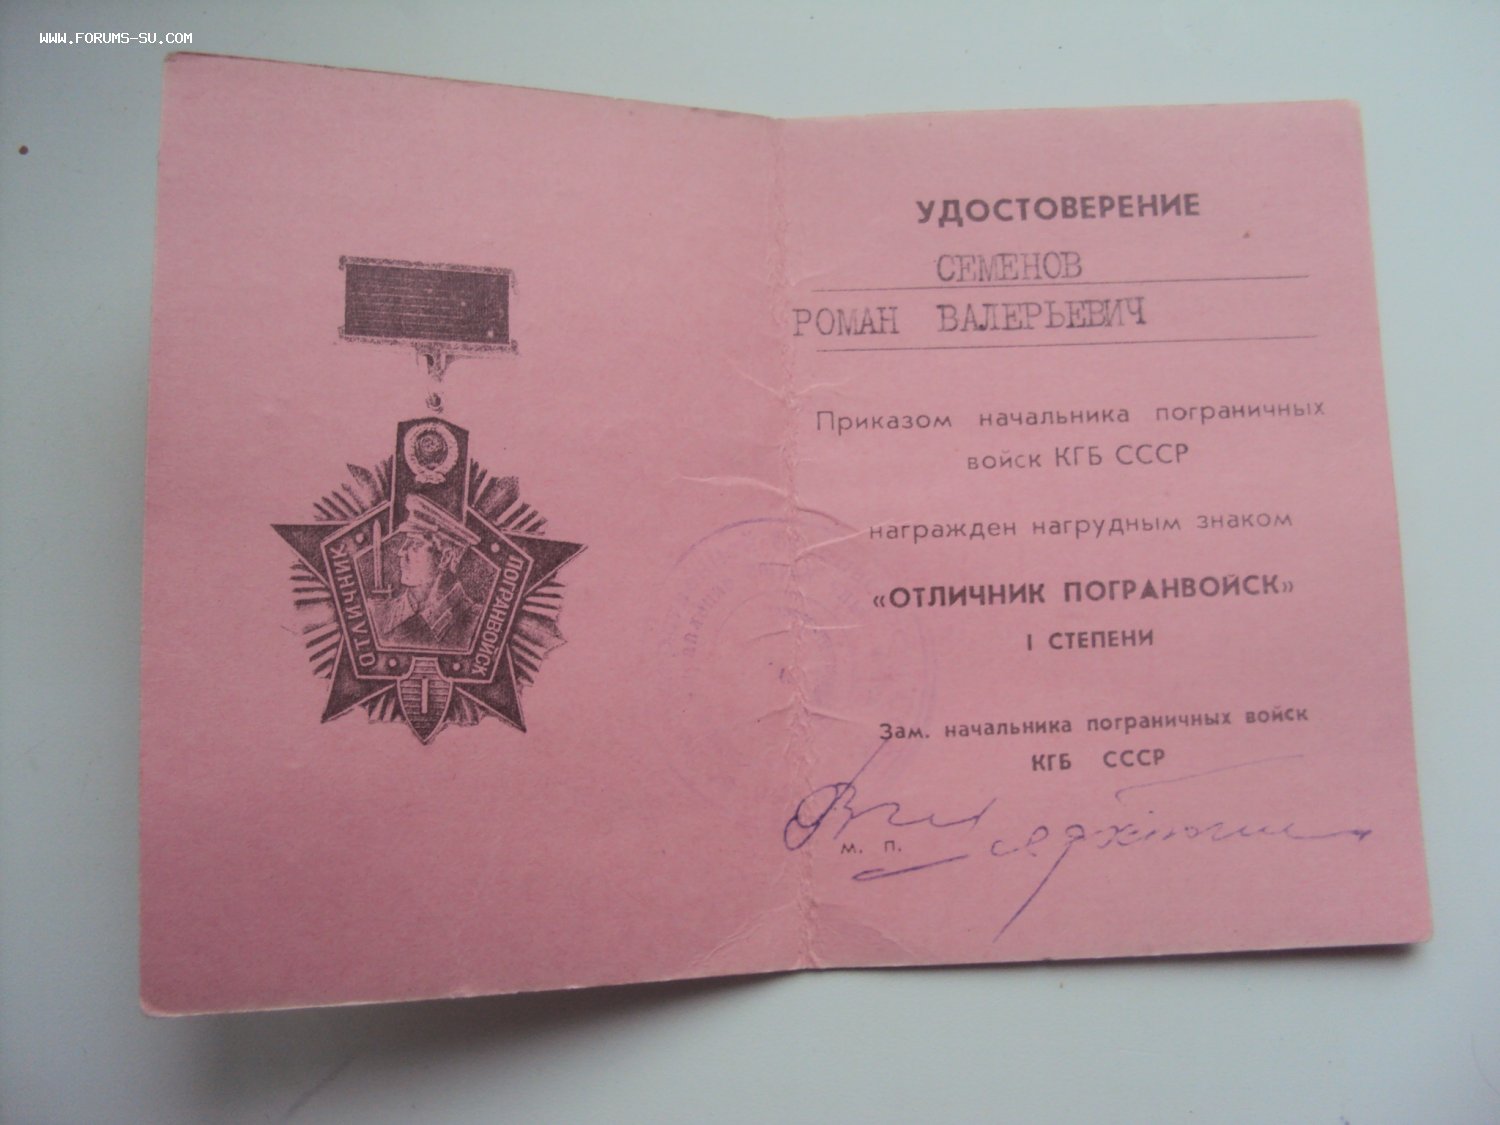 WWW.FORUMS-SU.COM
ОТЛИЧНИК
ПОГРАНВОЙСК
I
УДОСТОВЕРЕНИЕ
СЕМЕНОВ
РОМАН ВАЛЕРЬЕВИЧ
Приказом начальника пограничных
войск КГБ СССР
награжден нагрудным знаком
«ОТЛИЧНИК ПОГРАНВОЙСК»
I СТЕПЕНИ
Зам. начальника пограничных войск
КГБ СССР
м. п.